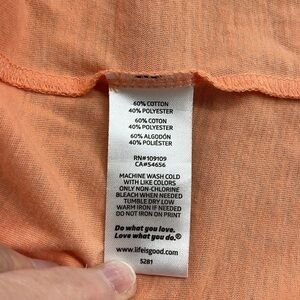 60% COTTON
40% POLYESTER
60% COTON
40% POLYESTER
60% ALGODÓN
40% POLIÉSTER
RN#109109
CA#54656
MACHINE WASH COLD
WITH LIKE COLORS
ONLY NON-CHLORINE
BLEACH WHEN NEEDED
TUMBLE DRY LOW
WARM IRON IF NEEDED
DO NOT IRON ON PRINT
Do what you love.
Love what you do.®
www.lifeisgood.com
5281